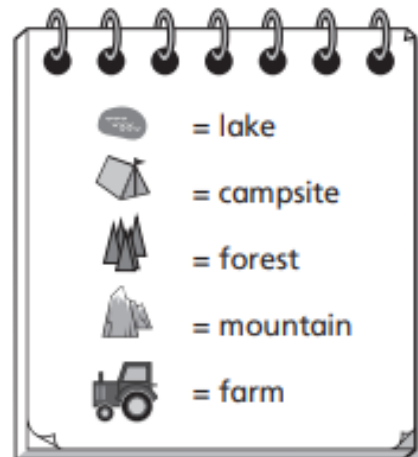 = lake
= campsite
= forest
= mountain
= farm